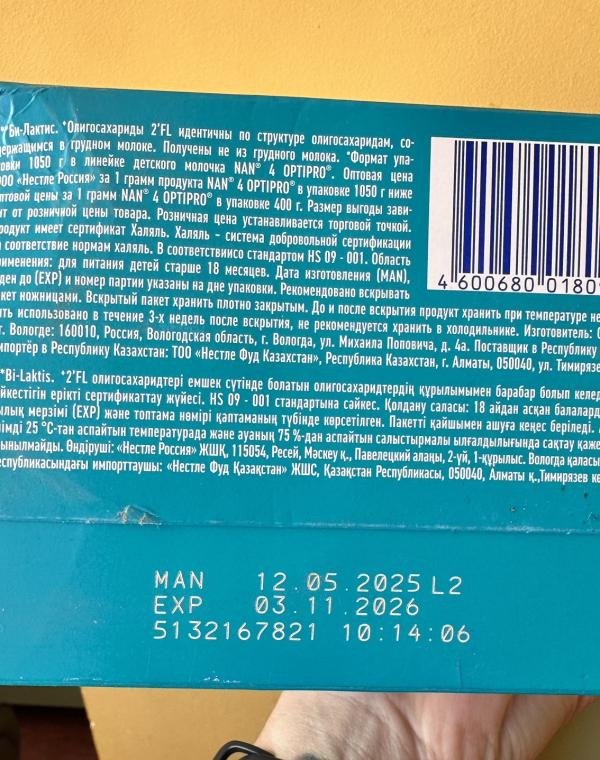 *Би-Лактис. *Олигосахариды 2'FL идентичны по структуре олигосахаридам, со-
держащимся в грудном молоке. Получены не из грудного молока. *Формат упа-
ковки 1050 г в линейке детского молочка NAN® 4 OPTIPRO®. Оптовая цена
ООО «Нестле Россия» за 1 грамм продукта NAN® 4 OPTIPRO® в упаковке 1050 г ниже
оптовой цены за 1 грамм NAN® 4 OPTIPRO® в упаковке 400 г. Размер выгоды зави-
от розничной цены товара. Розничная цена устанавливается торговой точкой.
Продукт имеет сертификат Халяль. Халяль - система добровольной сертификации
соответствие нормам халяль. В соответствиисо стандартом HS 09 - 001. Область
применения: для питания детей старше 18 месяцев. Дата изготовления (MAN),
ден до (EXP) и номер партии указаны на дне упаковки. Рекомендовано вскрывать
кет ножницами. Вскрытый пакет хранить плотно закрытым. До и после вскрытия продукт хранить при температуре не
использовано в течение 3-х недель после вскрытия, не рекомендуется хранить в холодильнике. Изготовитель:
г. Вологде: 160010, Россия, Вологодская область, г. Вологда, ул. Михаила Поповича, д. 4а. Поставщик в Республику
импортёр в Республику Казахстан: ТОО «Нестле Фуд Казахстан», Республика Казахстан, г. Алматы, 050040, ул. Тимирязе
*Bi-Laktis. *2'FL олигосахаридтері емшек сүтінде болатын олигосахаридтердің құрылымымен барабар болып келед
сәйкестігін ерікті сертификаттау жүйесі. HS 09 - 001 стандартына сәйкес. Қолдану саласы: 18 айдан асқан балалард
мерзімі (EXP) және топтама нөмірі қаптаманың түбінде көрсетілген. Пакетті қайшымен ашуға кеңес беріледі.
өнімді 25 °C-тан аспайтын температурада және ауаның 75 %-дан аспайтын салыстырмалы ылғалдылығында сақтау қаже
ұсынылмайды. Өндіруші: «Нестле Россия» ЖШҚ, 115054, Ресей, Мәскеу қ., Павелецкий алаңы, 2-үй, 1-құрылыс. Вологда қаласы
Республикасындағы импорттаушы: «Нестле Фуд Қазақстан» ЖШС, Қазақстан Республикасы, 050040, Алматы қ.,Тимирязев кө
4 600680 01809
MAN 12.05.2025 L2
EXP 03.11.2026
5132167821 10:14:06